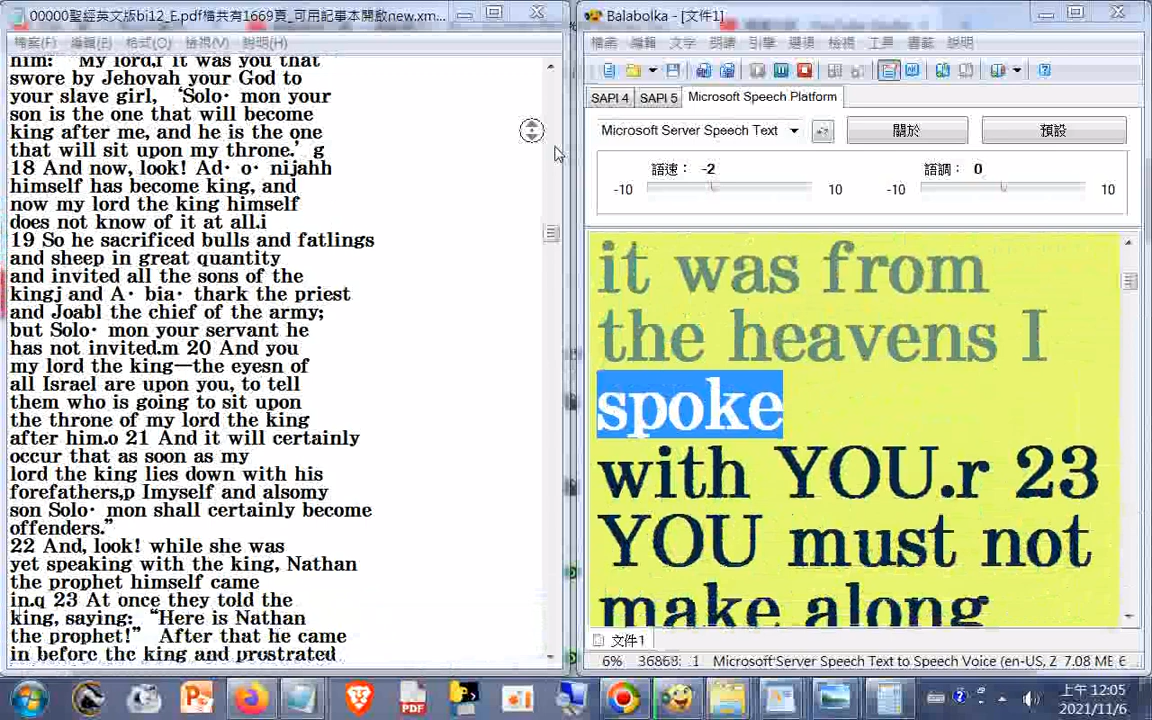 00000聖經英文版bi12_E.pdf檔共有1669頁_可用記事本開啟new.xm...
檔案(F) 編輯(E) 格式(O) 檢視(V) 說明(H)
him: “My lord,r it was you that
swore by Jehovah your God to
your slave girl, ‘Solo· mon your
son is the one that will become
king after me, and he is the one
that will sit upon my throne.’ g
18 And now, look! Ad· o· nijahh
himself has become king, and
now my lord the king himself
does not know of it at all.i
19 So he sacrificed bulls and fatlings
and sheep in great quantity
and invited all the sons of the
kingj and A· bia· thark the priest
and Joabl the chief of the army;
but Solo· mon your servant he
has not invited.m 20 And you
my lord the king—the eyesn of
all Israel are upon you, to tell
them who is going to sit upon
the throne of my lord the king
after him.o 21 And it will certainly
occur that as soon as my
lord the king lies down with his
forefathers,p Imyself and alsomy
son Solo· mon shall certainly become
offenders.”
22 And, look! while she was
yet speaking with the king, Nathan
the prophet himself came
in.q 23 At once they told the
king, saying: “Here is Nathan
the prophet!” After that he came
in before the king and prostrated
Balabolka - [文件1]
檔案 編輯 文字 朗讀 引擎 選項 檢視 工具 書籤 說明
SAPI 4 SAPI 5 Microsoft Speech Platform
Microsoft Server Speech Text +? 關於 預設
語速： -2 語調： 0
-10 10 -10 10
it was from
the heavens I
spoke
with YOU.r 23
YOU must not
make along
文件1
6% 36868: 1 Microsoft Server Speech Text to Speech Voice (en-US, Z 7.08 MB 6
上午 12:05
2021/11/6